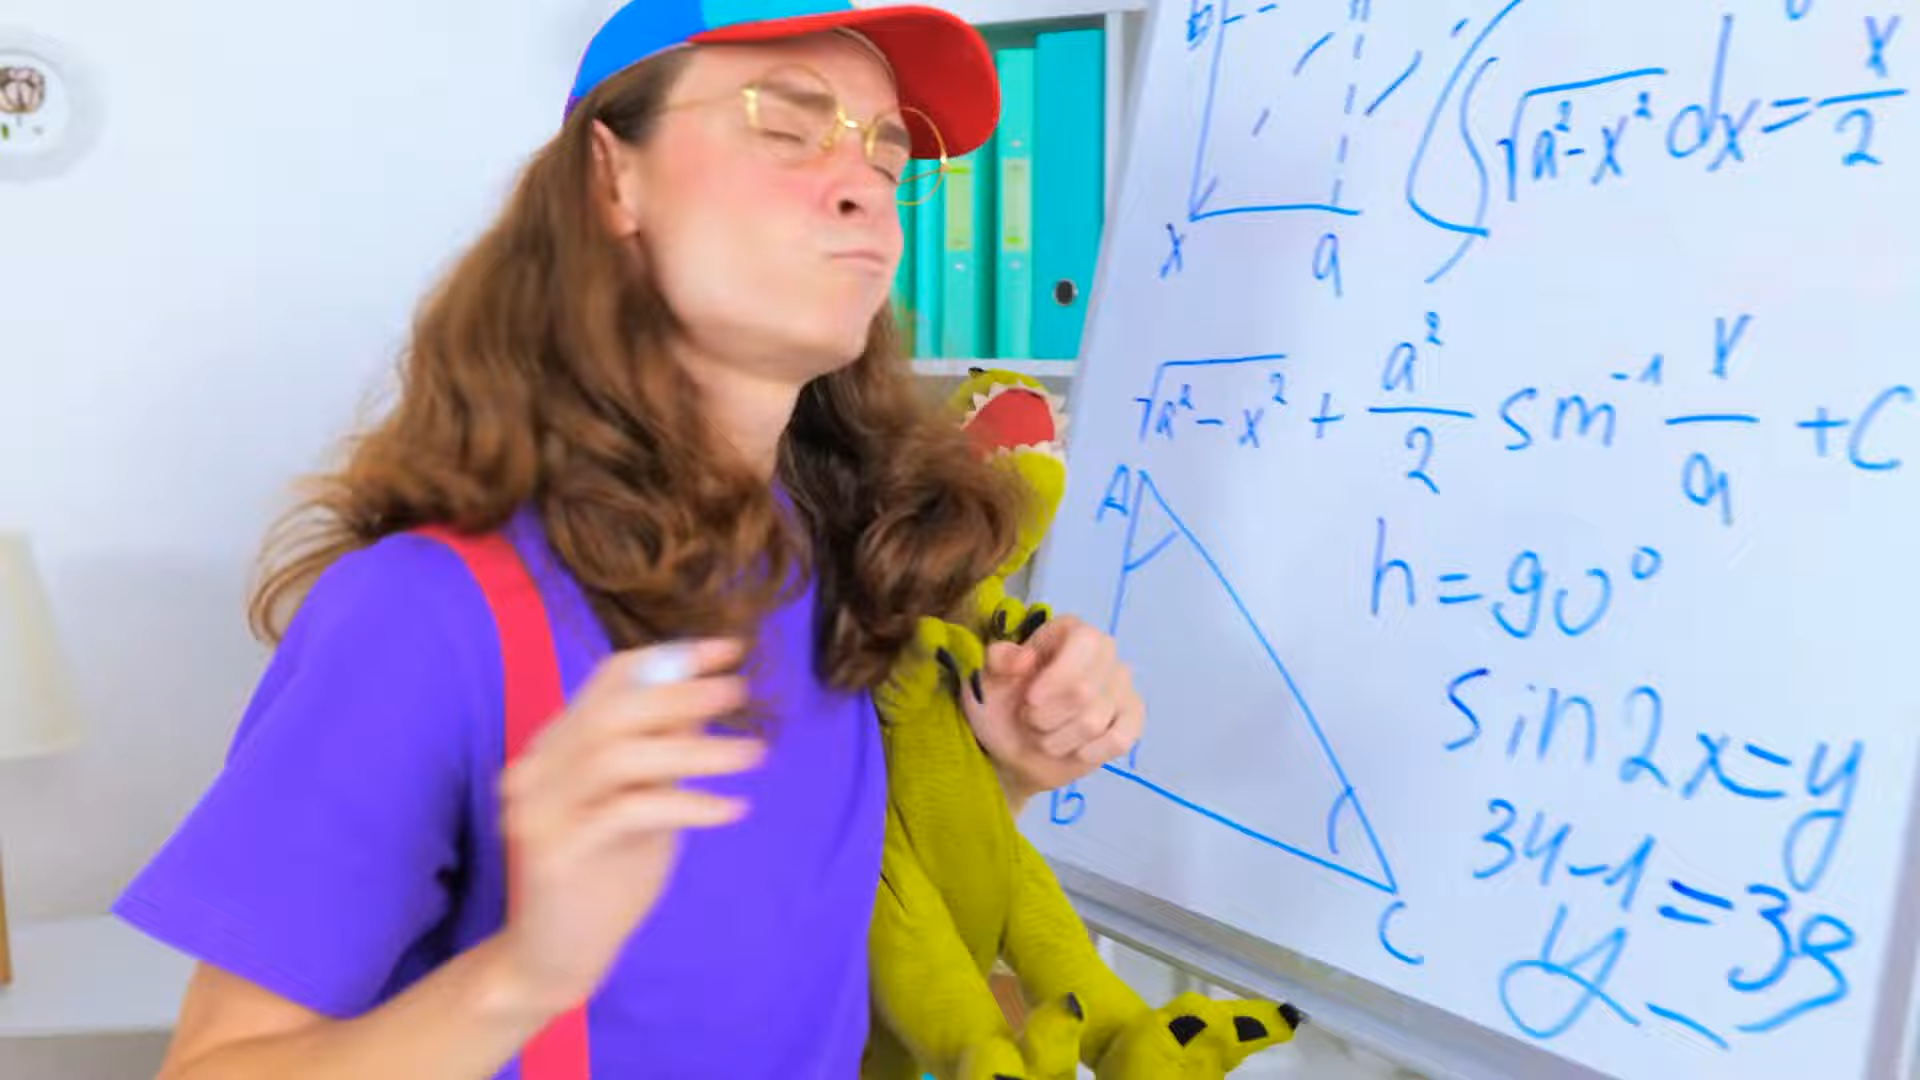 B
x a
∫√a²-x² dx = x/2
√a²-x² + a²/2 sin⁻¹ x/a + C
A
h=90°
sin2x=y
B
34-1=39
C
y